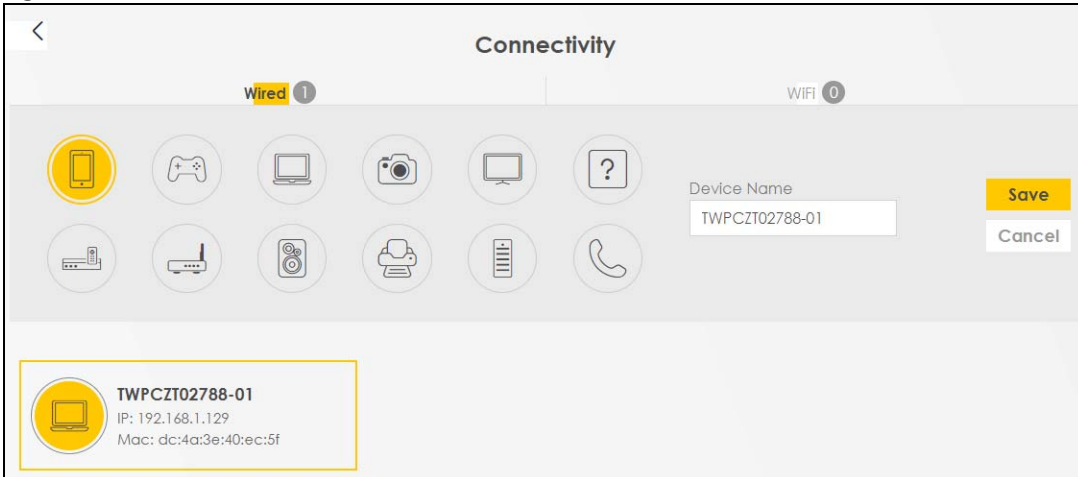 Connectivity
Wired 1
WiFi 0
?
Device Name
TWPCZT02788-01
Save
Cancel
TWPCZT02788-01
IP: 192.168.1.129
Mac: dc:4a:3e:40:ec:5f